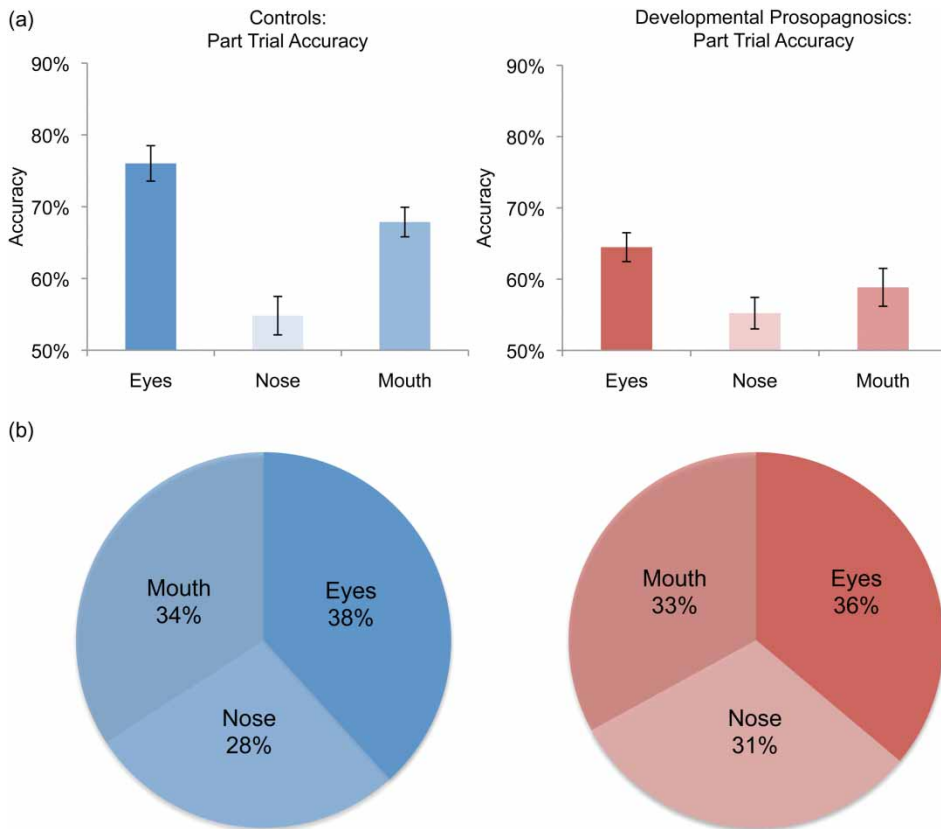 (a)
Controls:
Part Trial Accuracy
90%
80%
70%
60%
50%
Accuracy
Eyes
Nose
Mouth
Developmental Prosopagnosics:
Part Trial Accuracy
90%
80%
70%
60%
50%
Accuracy
Eyes
Nose
Mouth
(b)
Mouth
34%
Eyes
38%
Nose
28%
Mouth
33%
Eyes
36%
Nose
31%